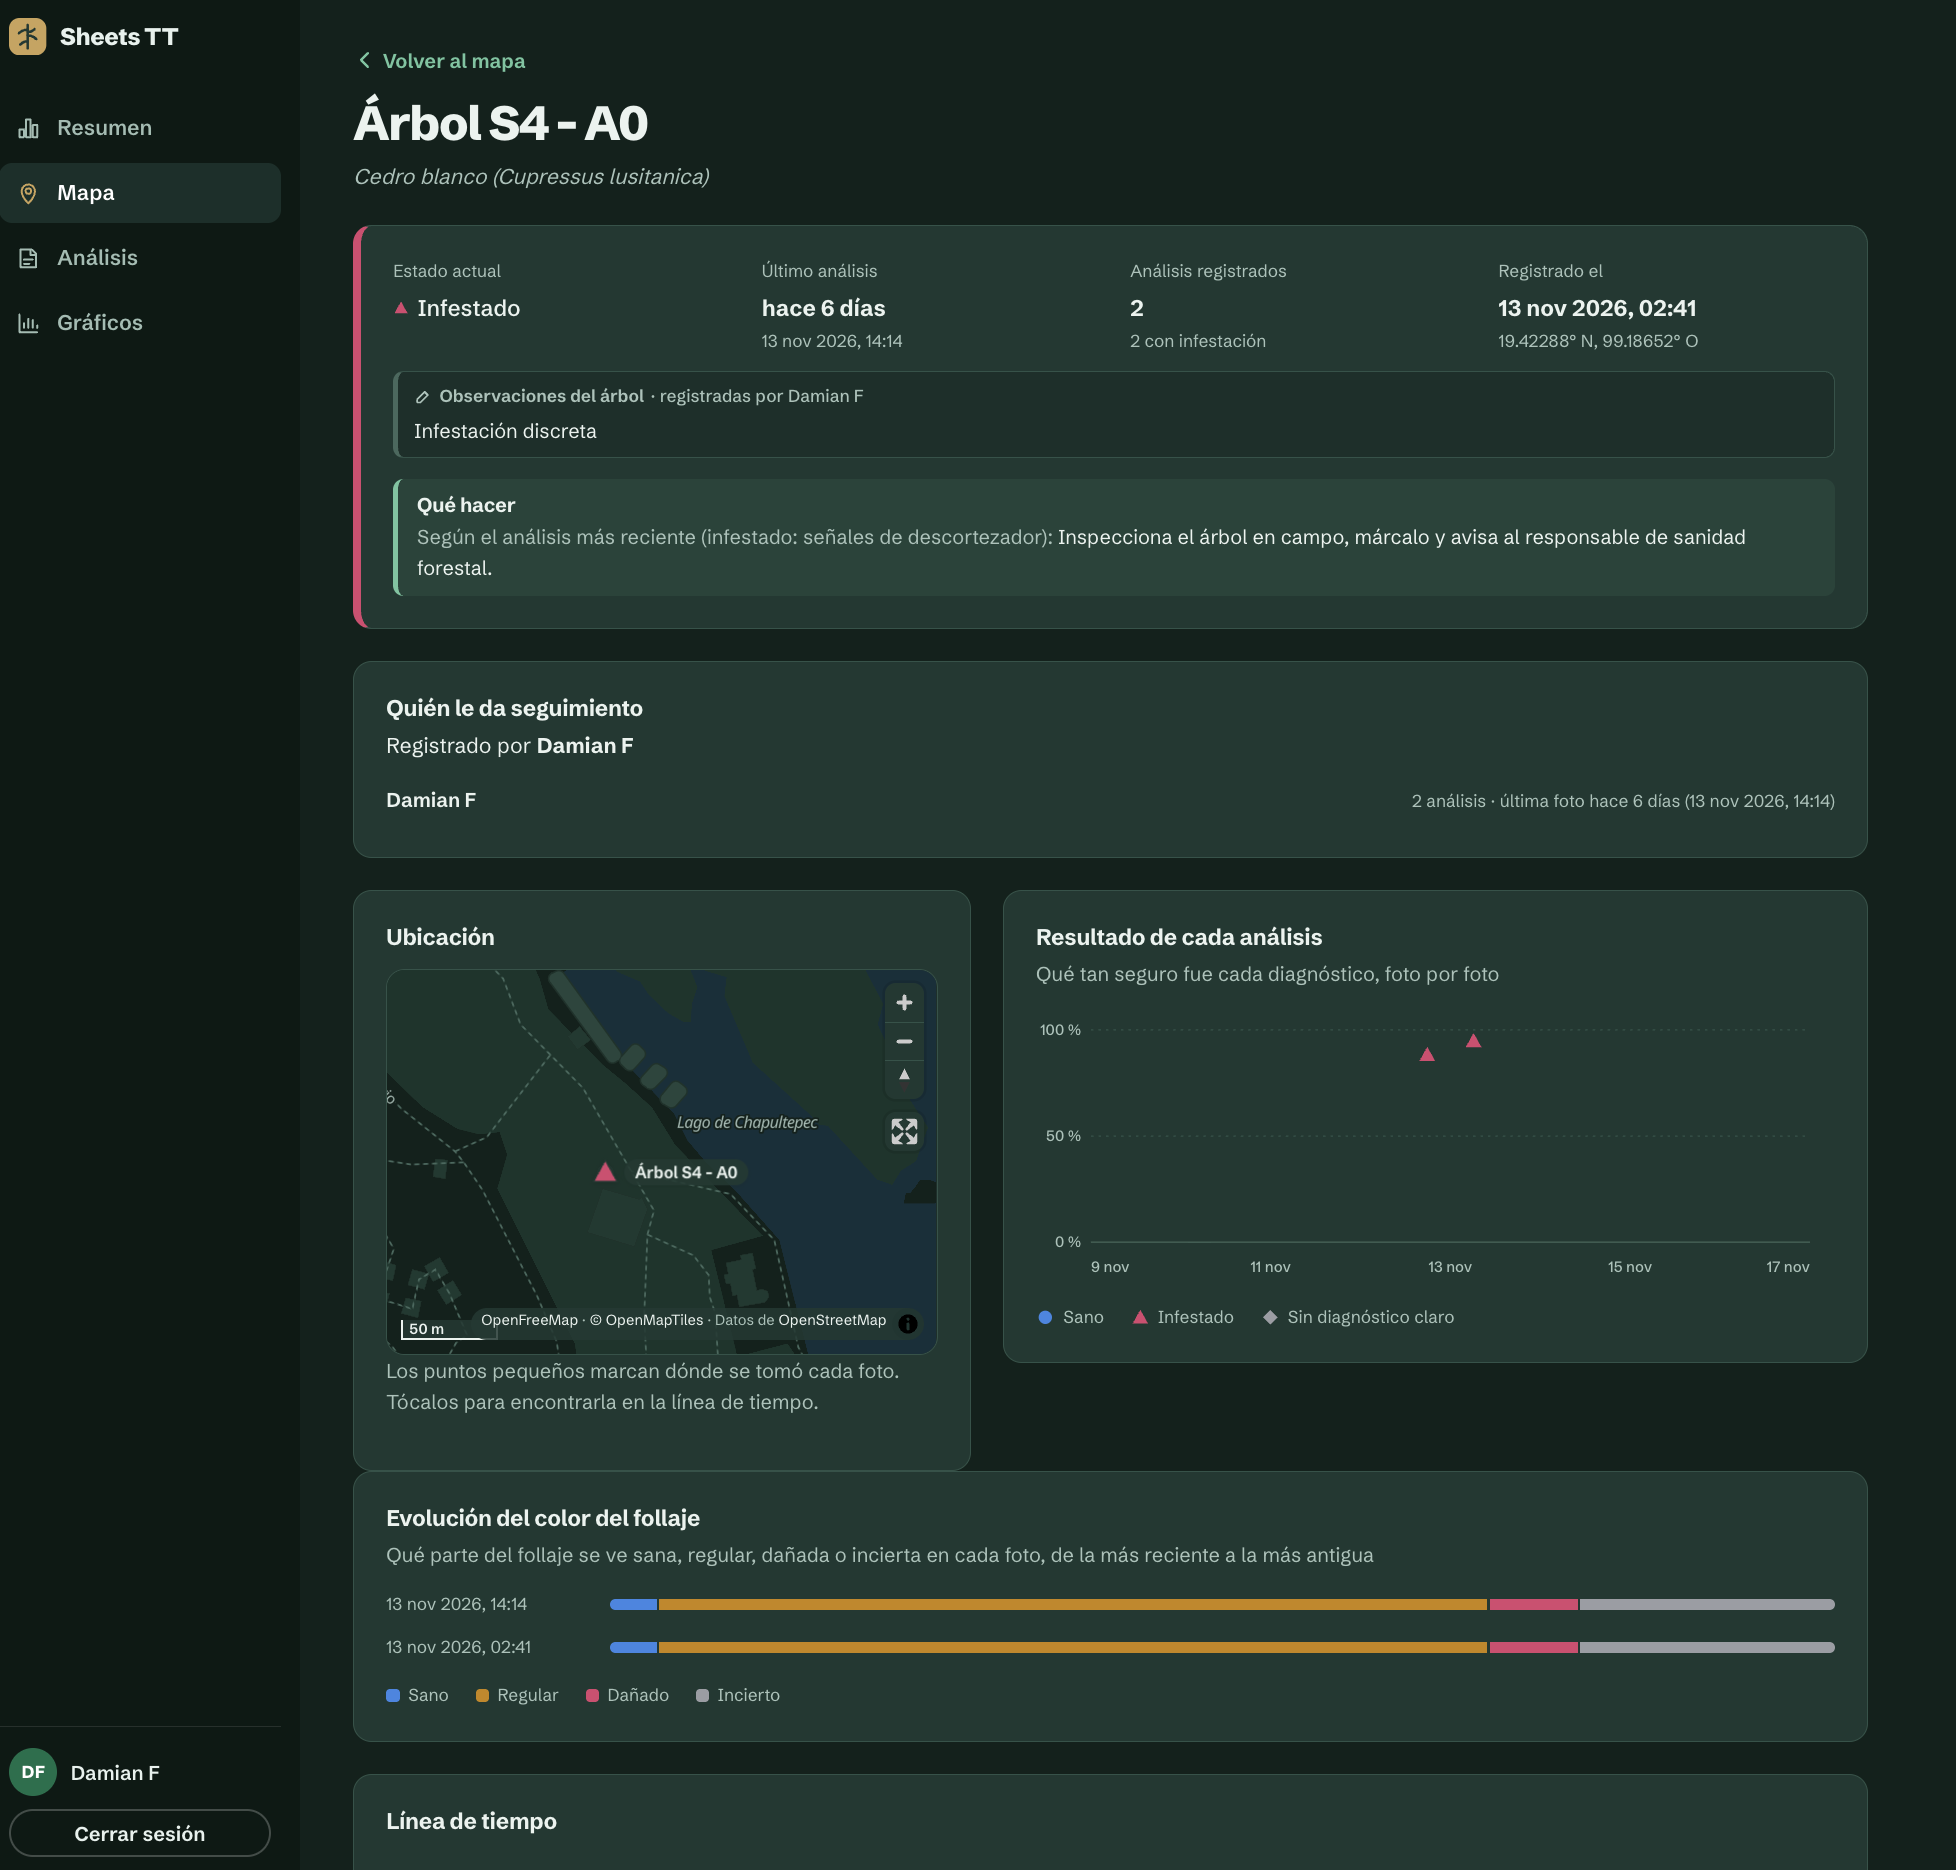 Sheets TT
Resumen
Mapa
Análisis
Gráficos
DF
Damian F
Cerrar sesión
Volver al mapa
Árbol S4 - A0
Cedro blanco (Cupressus lusitanica)
Estado actual
Infestado
Último análisis
hace 6 días
13 nov 2026, 14:14
Análisis registrados
2
2 con infestación
Registrado el
13 nov 2026, 02:41
19.42288° N, 99.18652° O
Observaciones del árbol · registradas por Damian F
Infestación discreta
Qué hacer
Según el análisis más reciente (infestado: señales de descortezador): Inspecciona el árbol en campo, márcalo y avisa al responsable de sanidad
forestal.
Quién le da seguimiento
Registrado por Damian F
Damian F
2 análisis · última foto hace 6 días (13 nov 2026, 14:14)
Ubicación
Lago de Chapultepec
Árbol S4 - A0
50 m
OpenFreeMap · © OpenMapTiles · Datos de OpenStreetMap
Los puntos pequeños marcan dónde se tomó cada foto.
Tócalos para encontrarla en la línea de tiempo.
Resultado de cada análisis
Qué tan seguro fue cada diagnóstico, foto por foto
100 %
50 %
0 %
9 nov
11 nov
13 nov
15 nov
17 nov
Sano
Infestado
Sin diagnóstico claro
Evolución del color del follaje
Qué parte del follaje se ve sana, regular, dañada o incierta en cada foto, de la más reciente a la más antigua
13 nov 2026, 14:14
13 nov 2026, 02:41
Sano
Regular
Dañado
Incierto
Línea de tiempo